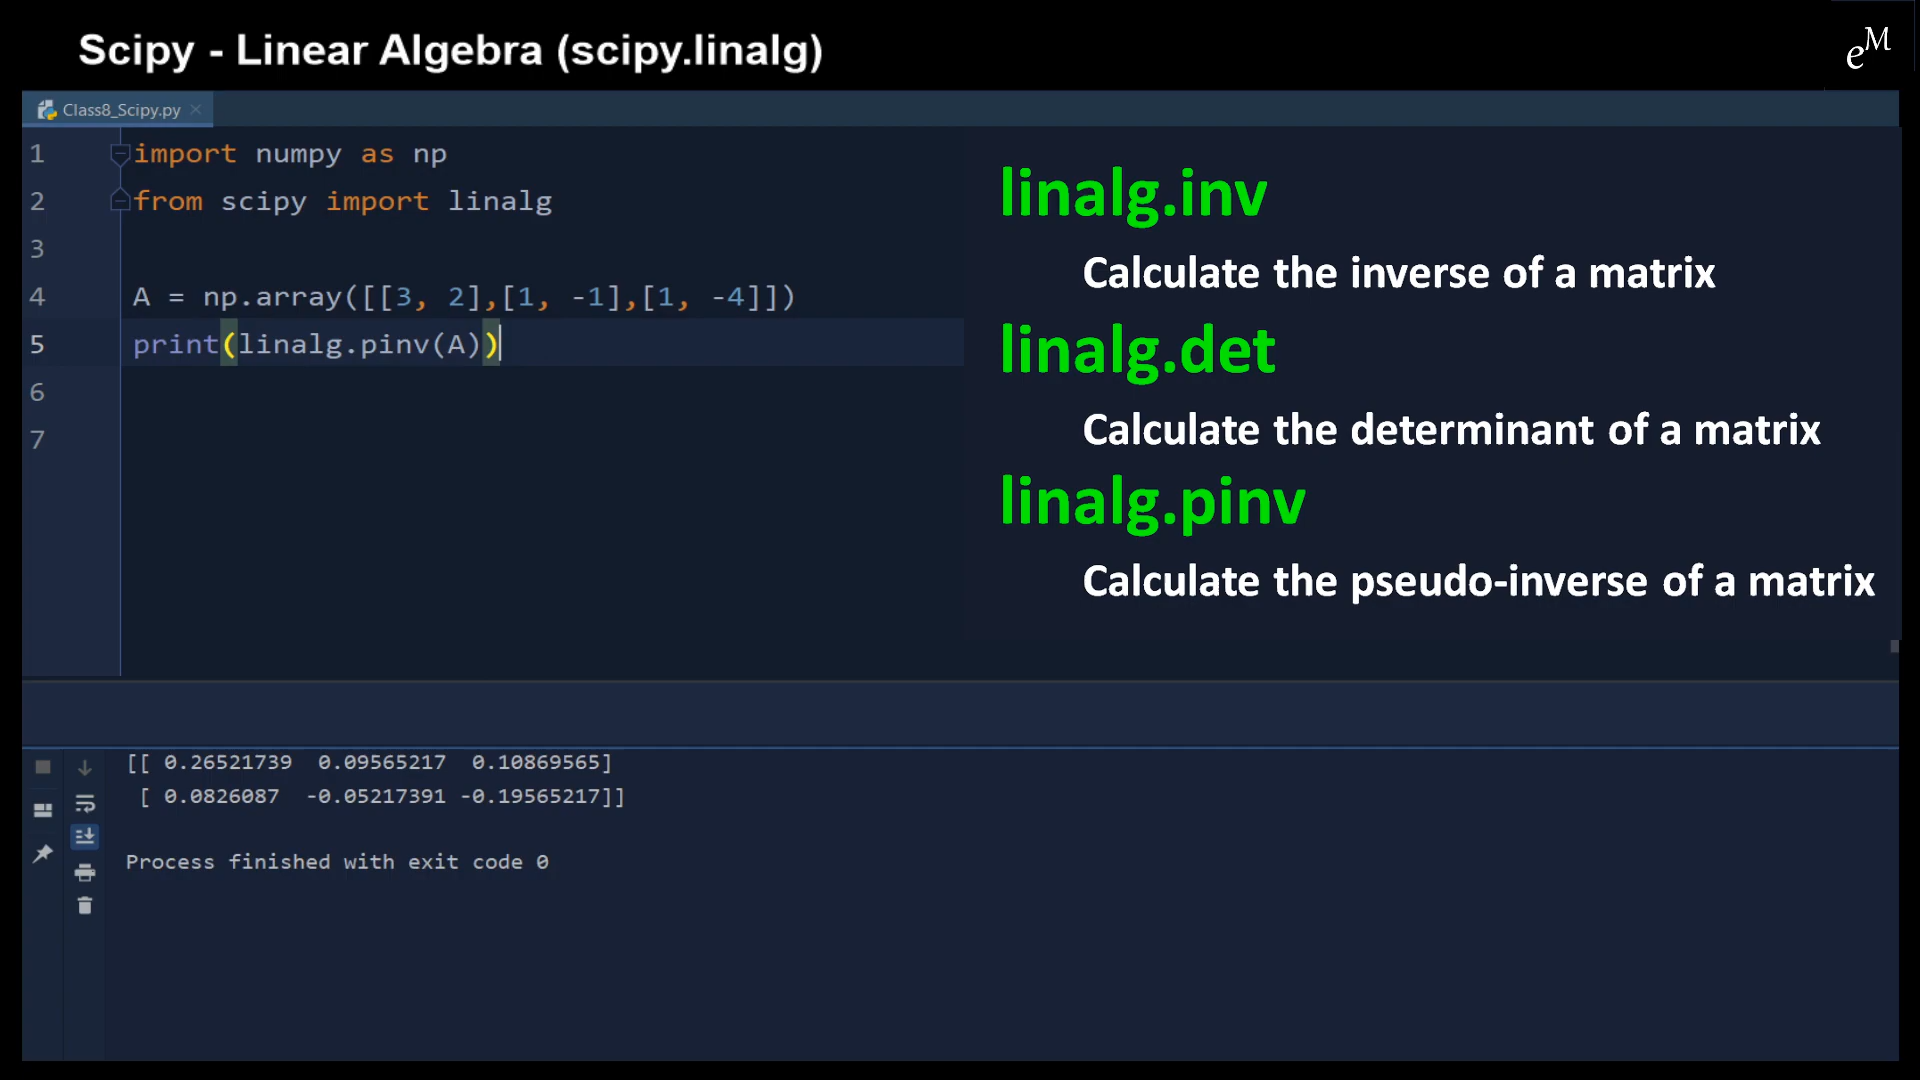 Scipy - Linear Algebra (scipy.linalg)
eM
Class8_Scipy.py
1 import numpy as np
2 from scipy import linalg
3
4 A = np.array([[3, 2],[1, -1],[1, -4]])
5 print(linalg.pinv(A))
6
7
linalg.inv
Calculate the inverse of a matrix
linalg.det
Calculate the determinant of a matrix
linalg.pinv
Calculate the pseudo-inverse of a matrix
[[ 0.26521739  0.09565217  0.10869565]
 [ 0.0826087  -0.05217391 -0.19565217]]
Process finished with exit code 0